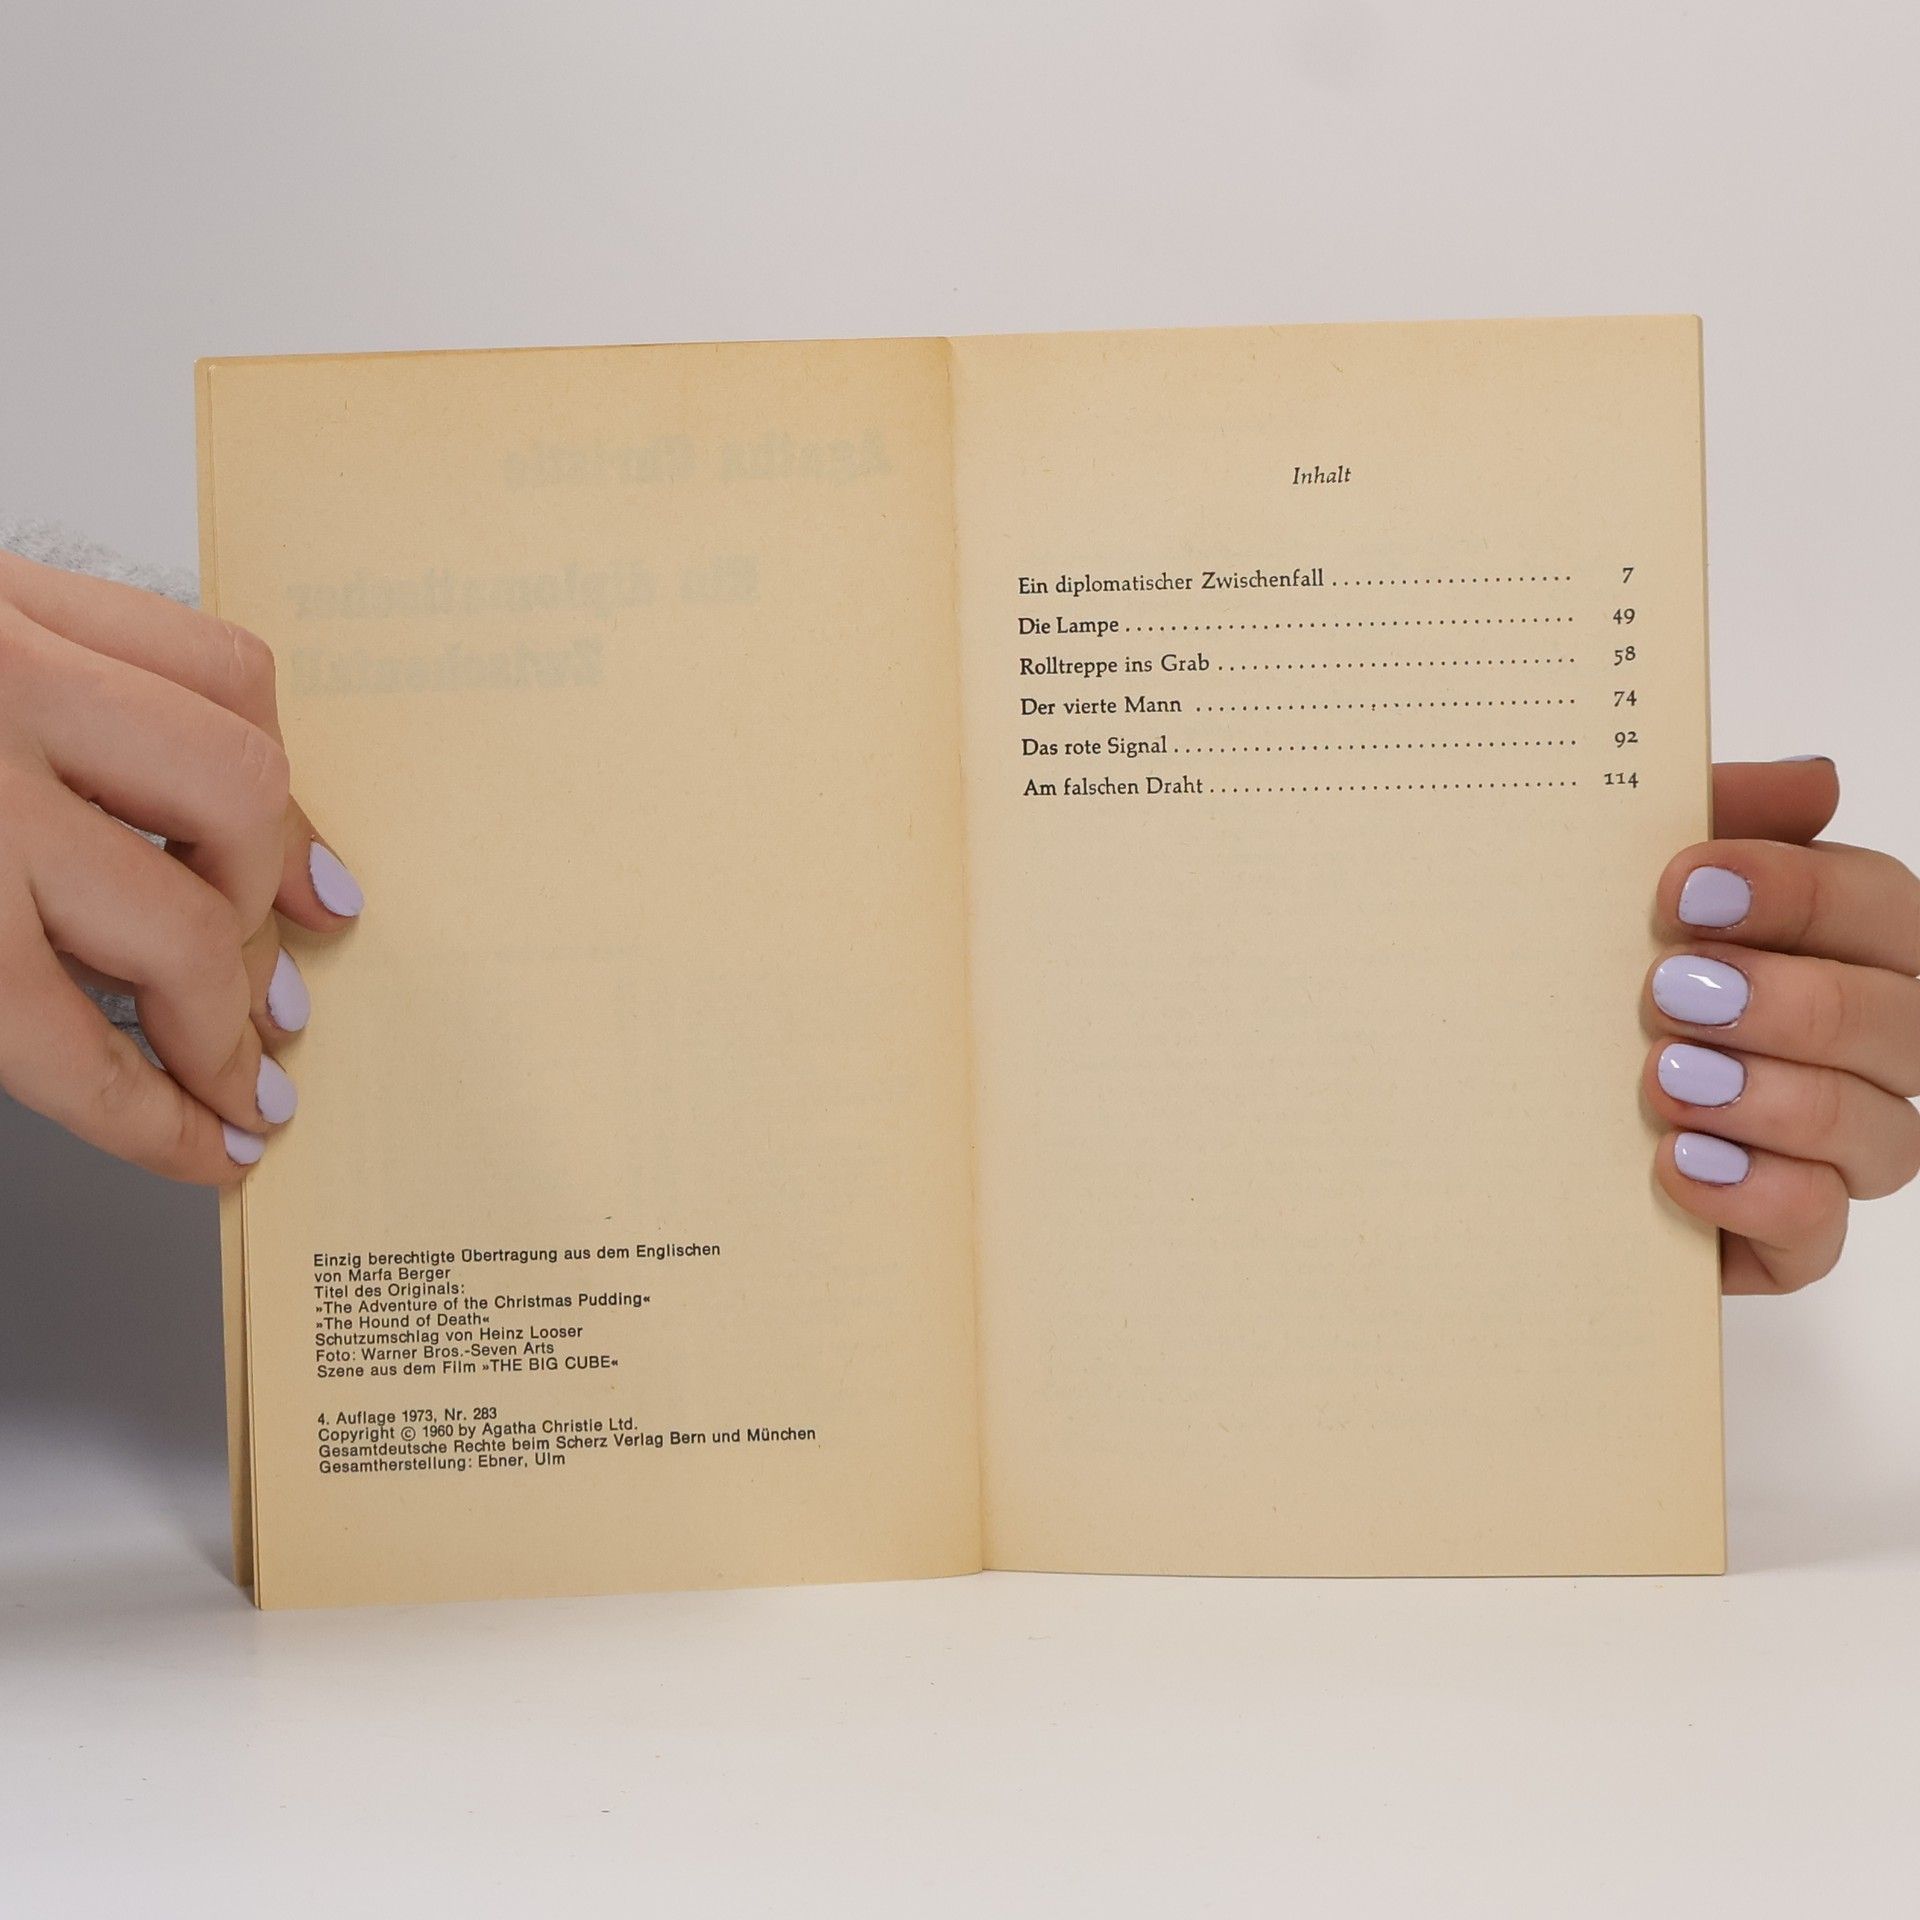 Einzig berechtigte Übertragung aus dem Englischen
von Marfa Berger
Titel des Originals:
»The Adventure of the Christmas Pudding«
»The Hound of Death«
Schutzumschlag von Heinz Looser
Foto: Warner Bros.-Seven Arts
Szene aus dem Film »THE BIG CUBE«
4. Auflage 1973, Nr. 283
Copyright © 1960 by Agatha Christie Ltd.
Gesamtdeutsche Rechte beim Scherz Verlag Bern und München
Gesamtherstellung: Ebner, Ulm
Inhalt
Ein diplomatischer Zwischenfall ..................... 7
Die Lampe ....................................... 49
Rolltreppe ins Grab ............................... 58
Der vierte Mann ................................. 74
Das rote Signal ................................... 92
Am falschen Draht ................................ 114